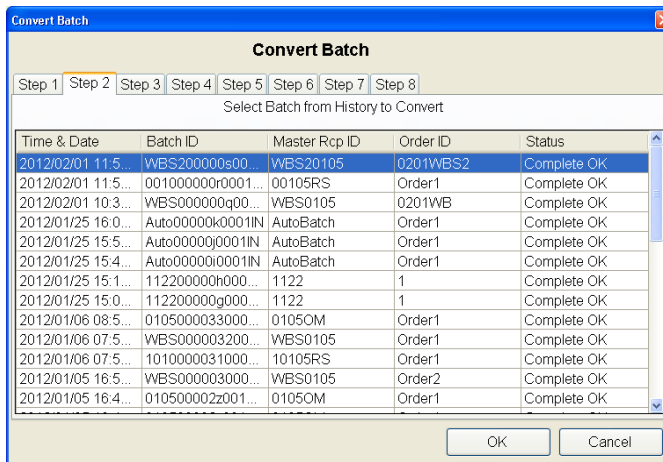 Convert Batch
Convert Batch
Step 1 Step 2 Step 3 Step 4 Step 5 Step 6 Step 7 Step 8
Select Batch from History to Convert
Time & Date Batch ID Master Rcp ID Order ID Status
2012/02/01 11:5... WBS200000s00... WBS20105 0201WBS2 Complete OK
2012/02/01 11:5... 001000000r0001... 00105RS Order1 Complete OK
2012/02/01 10:3... WBS000000q00... WBS0105 0201WB Complete OK
2012/01/25 16:0... Auto00000k0001IN AutoBatch Order1 Complete OK
2012/01/25 15:5... Auto00000j0001IN AutoBatch Order1 Complete OK
2012/01/25 15:4... Auto00000i0001IN AutoBatch Order1 Complete OK
2012/01/25 15:1... 112200000h000... 1122 1 Complete OK
2012/01/25 15:0... 112200000g000... 1122 1 Complete OK
2012/01/06 08:5... 0105000033000... 0105OM Order1 Complete OK
2012/01/06 07:5... WBS000003200... WBS0105 Order1 Complete OK
2012/01/06 07:5... 1010000031000... 10105RS Order1 Complete OK
2012/01/05 16:5... WBS000003000... WBS0105 Order2 Complete OK
2012/01/05 16:4... 010500002z001... 0105OM Order1 Complete OK
OK Cancel